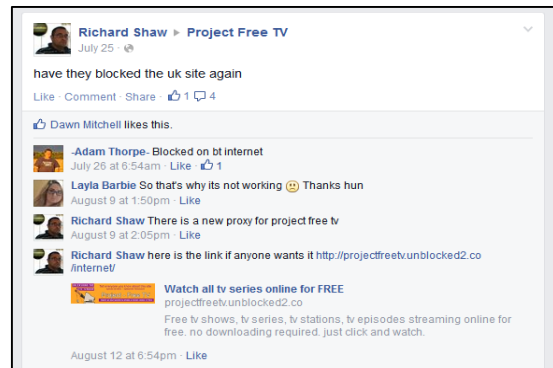 Richard Shaw ▸ Project Free TV
July 25 ·
have they blocked the uk site again
Like · Comment · Share · 1 4
Dawn Mitchell likes this.
-Adam Thorpe- Blocked on bt internet
July 26 at 6:54am · Like · 1
Layla Barbie So that's why its not working Thanks hun
August 9 at 1:50pm · Like
Richard Shaw There is a new proxy for project free tv
August 9 at 2:05pm · Like
Richard Shaw here is the link if anyone wants it http://projectfreetv.unblocked2.co
/internet/
Watch all tv series online for FREE
projectfreetv.unblocked2.co
Free tv shows, tv series, tv stations, tv episodes streaming online for
free. no downloading required. just click and watch.
August 12 at 6:54pm · Like